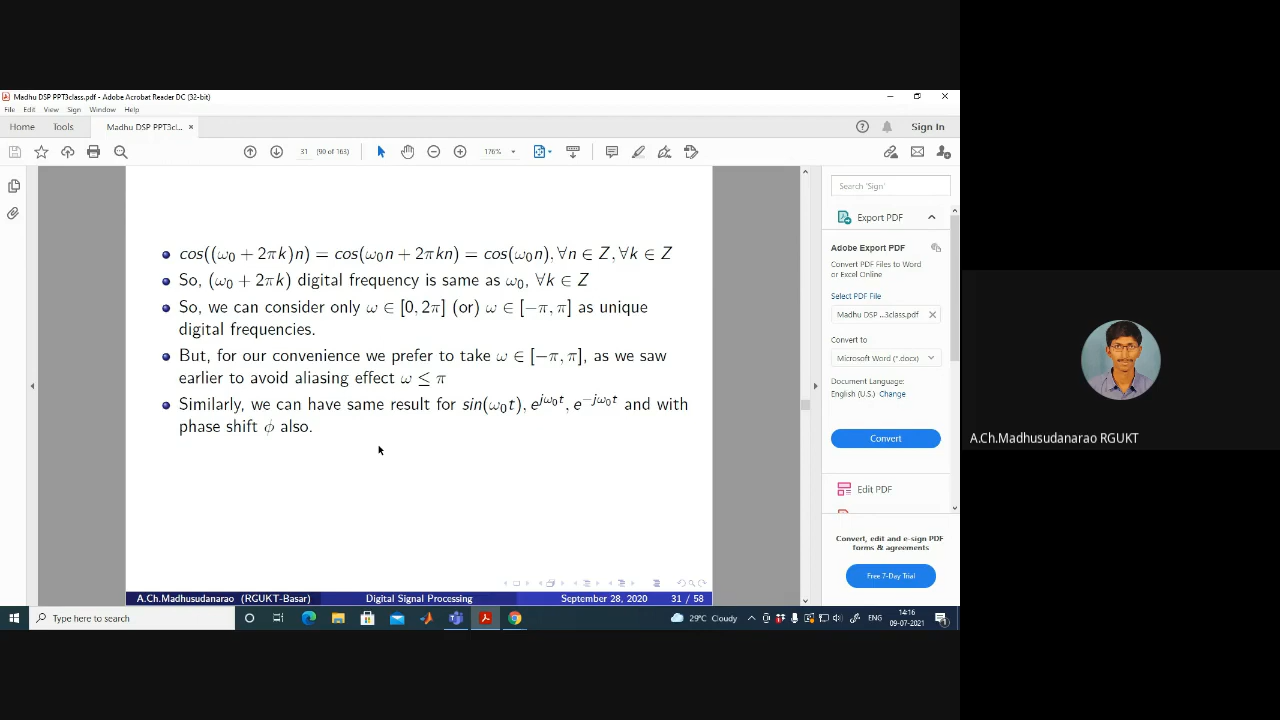 Madhu DSP PPT3class.pdf - Adobe Acrobat Reader DC (32-bit)
File Edit View Sign Window Help
Home Tools Madhu DSP PPT3cl... × Sign In
31 (90 of 163) 176%
cos((ω₀ + 2πk)n) = cos(ω₀n + 2πkn) = cos(ω₀n), ∀n ∈ Z, ∀k ∈ Z
So, (ω₀ + 2πk) digital frequency is same as ω₀, ∀k ∈ Z
So, we can consider only ω ∈ [0, 2π] (or) ω ∈ [−π, π] as unique
digital frequencies.
But, for our convenience we prefer to take ω ∈ [−π, π], as we saw
earlier to avoid aliasing effect ω ≤ π
Similarly, we can have same result for sin(ω₀t), e^{jω₀t}, e^{−jω₀t} and with
phase shift ϕ also.
A.Ch.Madhusudanarao (RGUKT-Basar) Digital Signal Processing September 28, 2020 31 / 58
Search 'Sign'
Export PDF
Adobe Export PDF
Convert PDF Files to Word
or Excel Online
Select PDF File
Madhu DSP ...3class.pdf ×
Convert to
Microsoft Word (*.docx)
Document Language:
English (U.S.) Change
Convert
Edit PDF
Convert, edit and e-sign PDF
forms & agreements
Free 7-Day Trial
A.Ch.Madhusudanarao RGUKT
Type here to search
29°C Cloudy
ENG
14:16
09-07-2021